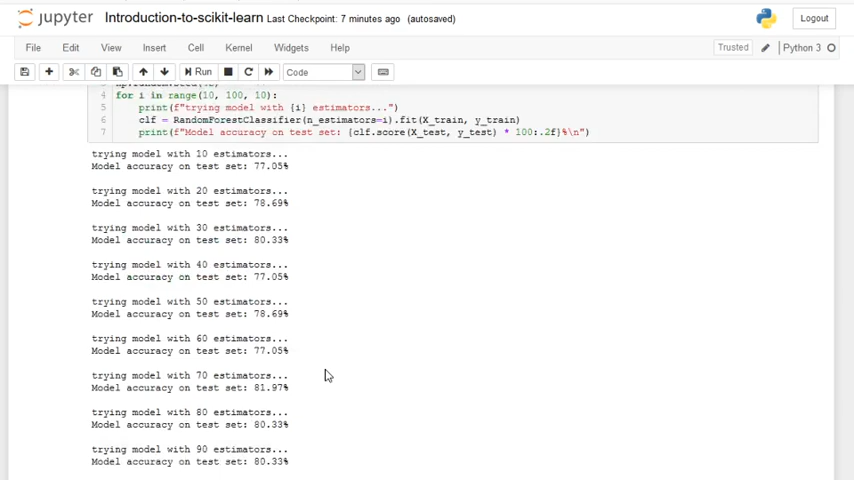 jupyter Introduction-to-scikit-learn Last Checkpoint: 7 minutes ago (autosaved) Logout
File Edit View Insert Cell Kernel Widgets Help Trusted Python 3
Run Code
4 for i in range(10, 100, 10):
5 print(f"trying model with {i} estimators...")
6 clf = RandomForestClassifier(n_estimators=i).fit(X_train, y_train)
7 print(f"Model accuracy on test set: {clf.score(X_test, y_test) * 100:.2f}%\n")
trying model with 10 estimators...
Model accuracy on test set: 77.05%
trying model with 20 estimators...
Model accuracy on test set: 78.69%
trying model with 30 estimators...
Model accuracy on test set: 80.33%
trying model with 40 estimators...
Model accuracy on test set: 77.05%
trying model with 50 estimators...
Model accuracy on test set: 78.69%
trying model with 60 estimators...
Model accuracy on test set: 77.05%
trying model with 70 estimators...
Model accuracy on test set: 81.97%
trying model with 80 estimators...
Model accuracy on test set: 80.33%
trying model with 90 estimators...
Model accuracy on test set: 80.33%